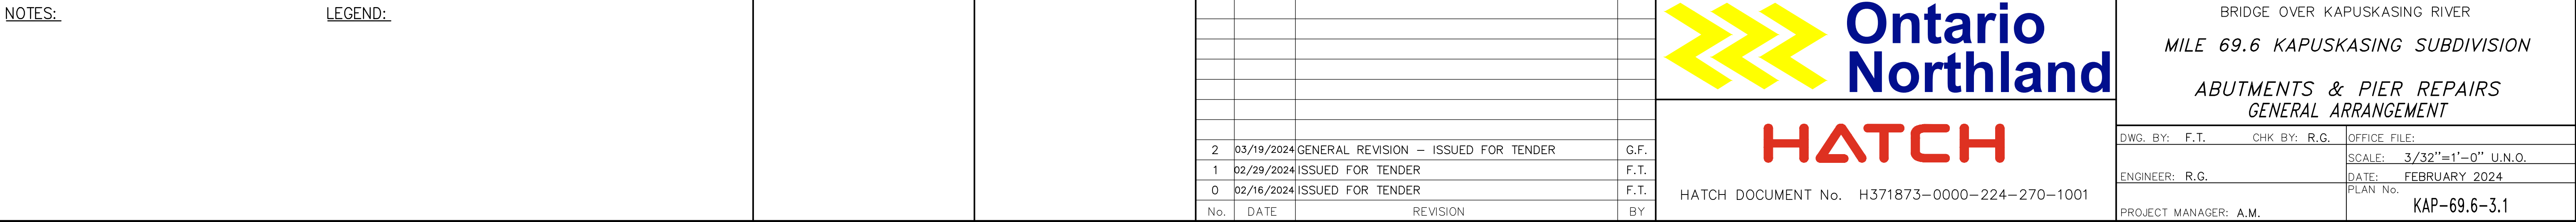 NOTES:
LEGEND:
2 03/19/2024 GENERAL REVISION – ISSUED FOR TENDER G.F.
1 02/29/2024 ISSUED FOR TENDER F.T.
0 02/16/2024 ISSUED FOR TENDER F.T.
No. DATE REVISION BY
Ontario
Northland
HATCH
HATCH DOCUMENT No. H371873-0000-224-270-1001
BRIDGE OVER KAPUSKASING RIVER
MILE 69.6 KAPUSKASING SUBDIVISION
ABUTMENTS & PIER REPAIRS
GENERAL ARRANGEMENT
DWG. BY: F.T. CHK BY: R.G.
OFFICE FILE:
SCALE: 3/32"=1'-0" U.N.O.
ENGINEER: R.G.
DATE: FEBRUARY 2024
PLAN No.
KAP-69.6-3.1
PROJECT MANAGER: A.M.